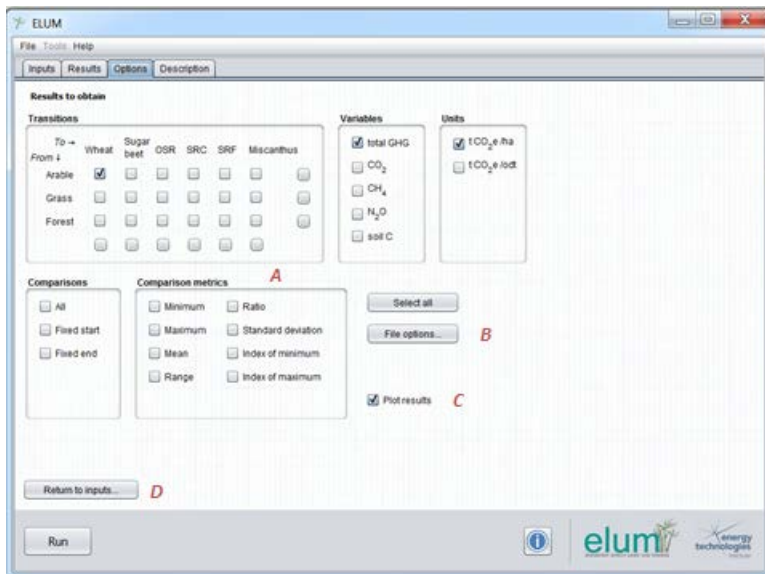 ELUM
File Tools Help
Inputs Results Options Description
Results to obtain
Transitions
To →
From ↓
Wheat Sugar beet OSR SRC SRF Miscanthus
Arable
Grass
Forest
Variables
total GHG
CO2
CH4
N2O
soil C
Units
t CO2e/ha
t CO2e/odt
A
Comparisons
All
Fixed start
Fixed end
Comparison metrics
Minimum Ratio
Maximum Standard deviation
Mean Index of minimum
Range Index of maximum
Select all
File options... B
Plot results C
Return to inputs... D
Run
elum
energy
technologies